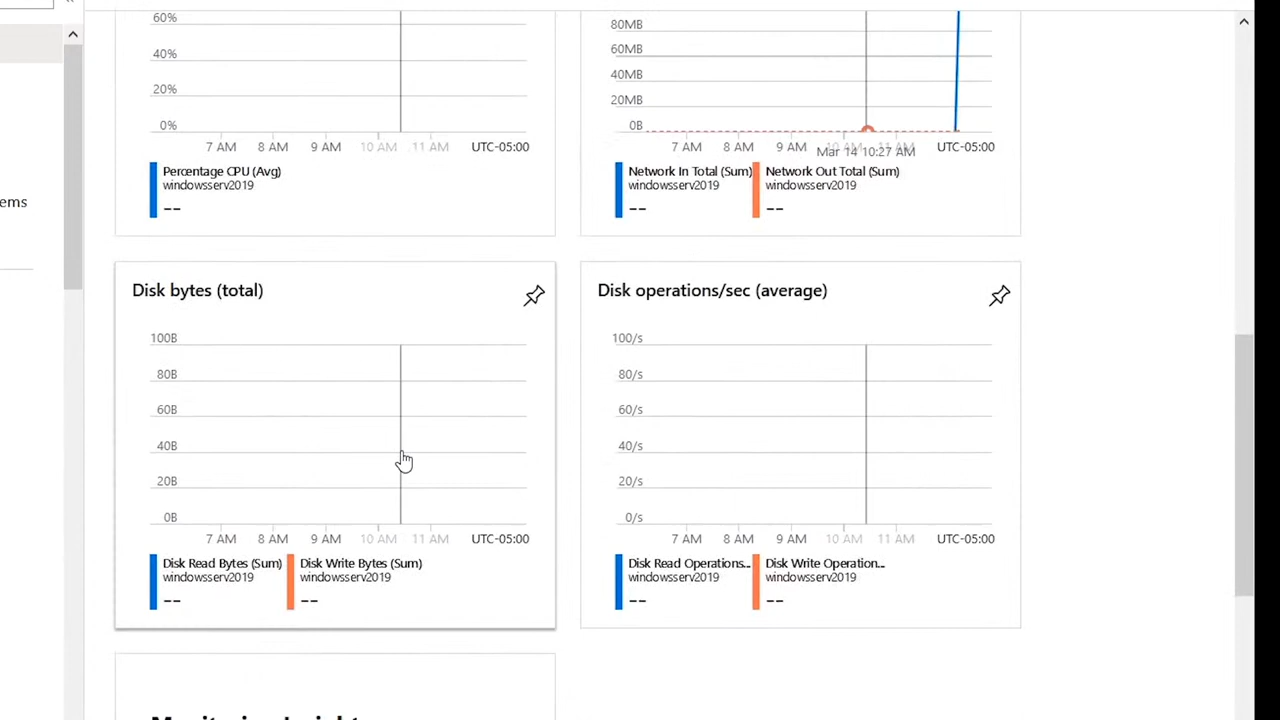 «
ems
60%
40%
20%
0%
7 AM 8 AM 9 AM 10 AM 11 AM UTC-05:00
Percentage CPU (Avg)
windowsserv2019
--
80MB
60MB
40MB
20MB
0B
7 AM 8 AM 9 AM UTC-05:00
Mar 14 10:27 AM
Network In Total (Sum) Network Out Total (Sum)
windowsserv2019 windowsserv2019
-- --
Disk bytes (total)
100B
80B
60B
40B
20B
0B
7 AM 8 AM 9 AM 10 AM 11 AM UTC-05:00
Disk Read Bytes (Sum) Disk Write Bytes (Sum)
windowsserv2019 windowsserv2019
-- --
Disk operations/sec (average)
100/s
80/s
60/s
40/s
20/s
0/s
7 AM 8 AM 9 AM 10 AM 11 AM UTC-05:00
Disk Read Operations... Disk Write Operation...
windowsserv2019 windowsserv2019
-- --